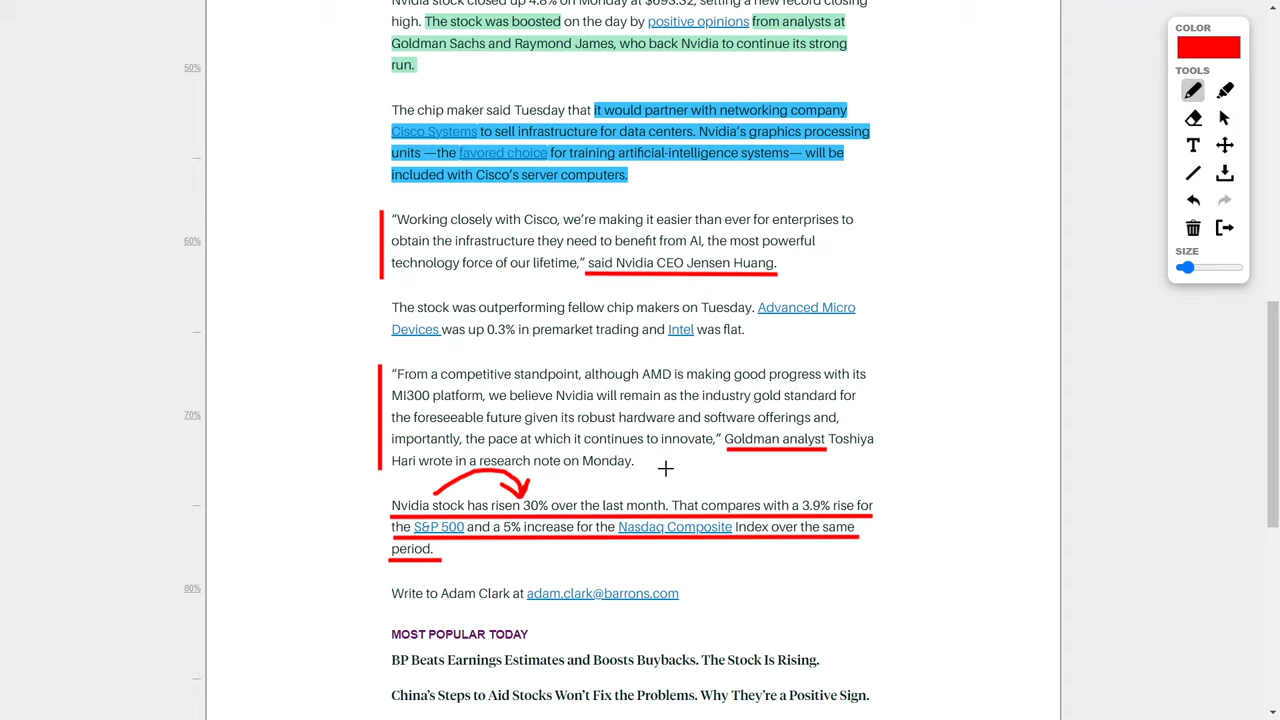 Nvidia stock closed up 4.8% on Monday at $693.32, setting a new record closing
high. The stock was boosted on the day by positive opinions from analysts at
Goldman Sachs and Raymond James, who back Nvidia to continue its strong
run.
50%
The chip maker said Tuesday that it would partner with networking company
Cisco Systems to sell infrastructure for data centers. Nvidia’s graphics processing
units —the favored choice for training artificial-intelligence systems— will be
included with Cisco’s server computers.
“Working closely with Cisco, we’re making it easier than ever for enterprises to
60%
obtain the infrastructure they need to benefit from AI, the most powerful
technology force of our lifetime,” said Nvidia CEO Jensen Huang.
The stock was outperforming fellow chip makers on Tuesday. Advanced Micro
Devices was up 0.3% in premarket trading and Intel was flat.
“From a competitive standpoint, although AMD is making good progress with its
MI300 platform, we believe Nvidia will remain as the industry gold standard for
70%
the foreseeable future given its robust hardware and software offerings and,
importantly, the pace at which it continues to innovate,” Goldman analyst Toshiya
Hari wrote in a research note on Monday.
Nvidia stock has risen 30% over the last month. That compares with a 3.9% rise for
the S&P 500 and a 5% increase for the Nasdaq Composite Index over the same
period.
80%
Write to Adam Clark at adam.clark@barrons.com
MOST POPULAR TODAY
BP Beats Earnings Estimates and Boosts Buybacks. The Stock Is Rising.
China’s Steps to Aid Stocks Won’t Fix the Problems. Why They’re a Positive Sign.
COLOR
TOOLS
T
SIZE